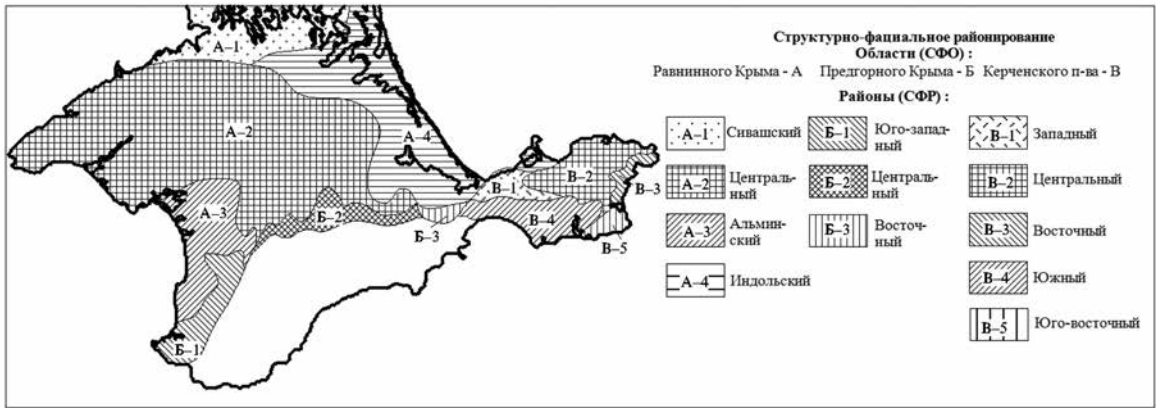 Структурно-фациальное районирование
Области (СФО) :
Равнинного Крыма - А Предгорного Крыма - Б Керченского п-ва - В
Районы (СФР) :
А–1 Сивашский
Б–1 Юго-запад-
ный
В–1 Западный
А–2 Централь-
ный
Б–2 Централь-
ный
В–2 Центральный
А–3 Альмин-
ский
Б–3 Восточ-
ный
В–3 Восточный
А–4 Индольский
В–4 Южный
В–5 Юго-восточный
А–1
А–2
А–4
В–1
В–2
В–3
А–3
Б–2
Б–3
В–4
В–5
Б–1